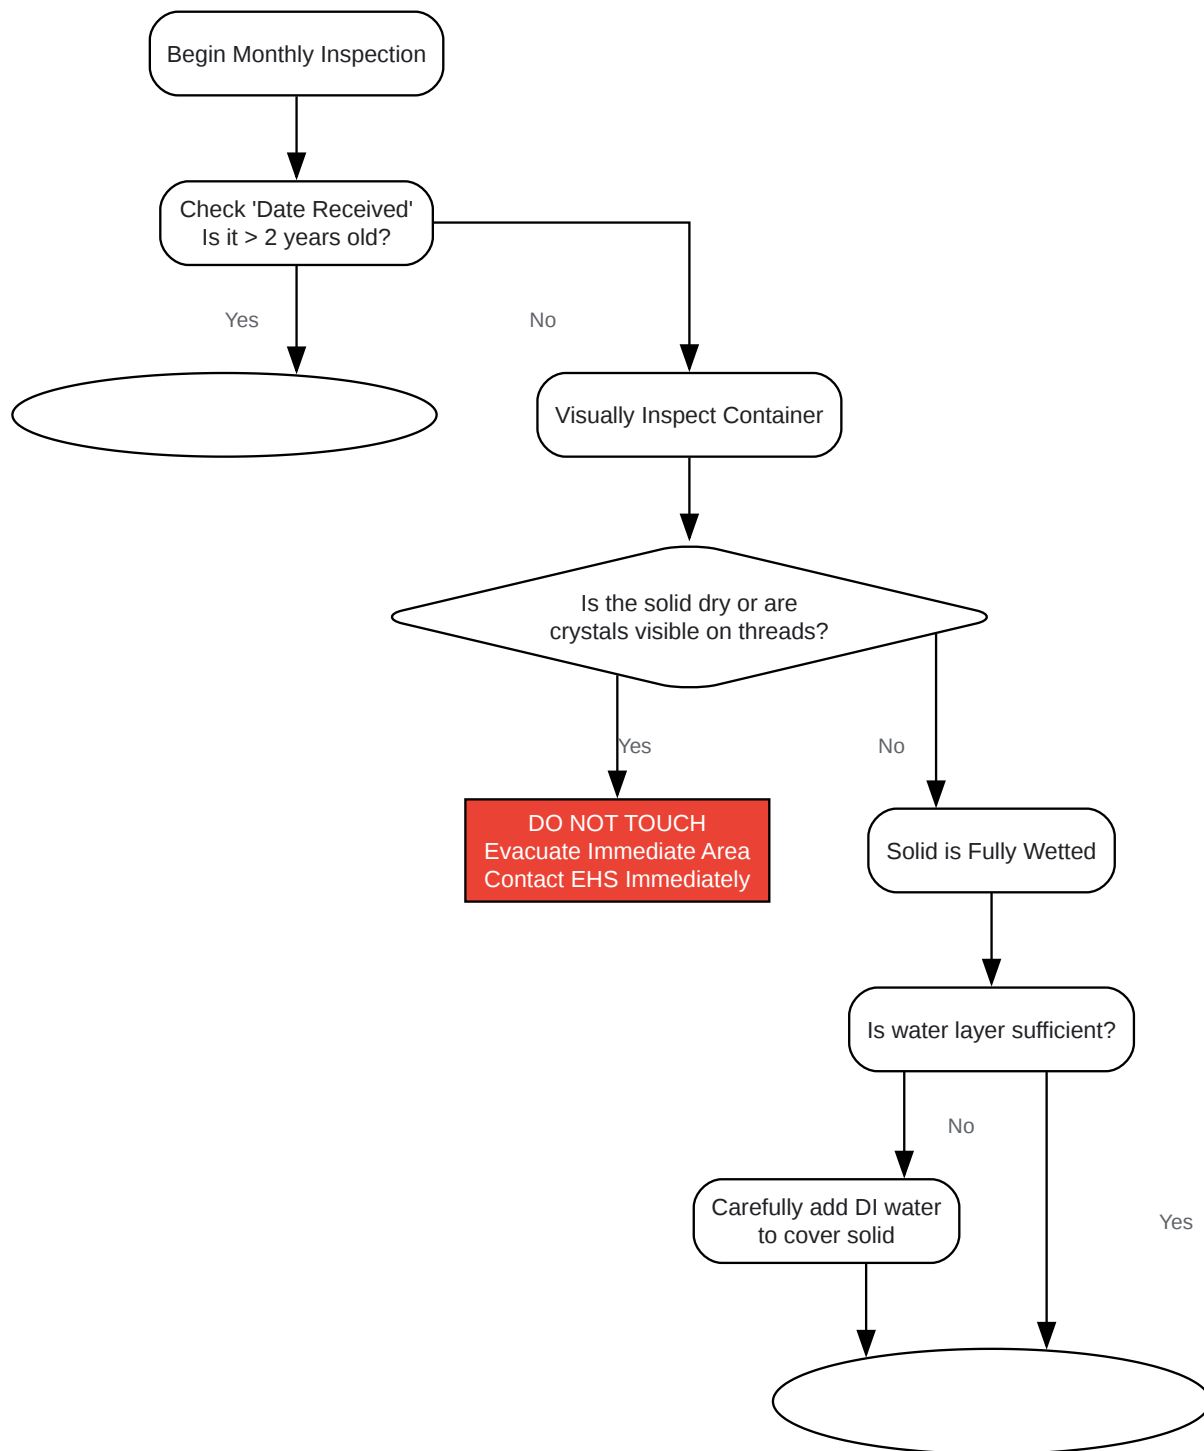 Begin Monthly Inspection
Check 'Date Received'
Is it > 2 years old?
Yes
No
Visually Inspect Container
Is the solid dry or are
crystals visible on threads?
Yes
No
DO NOT TOUCH
Evacuate Immediate Area
Contact EHS Immediately
Solid is Fully Wetted
Is water layer sufficient?
No
Carefully add DI water
to cover solid
Yes